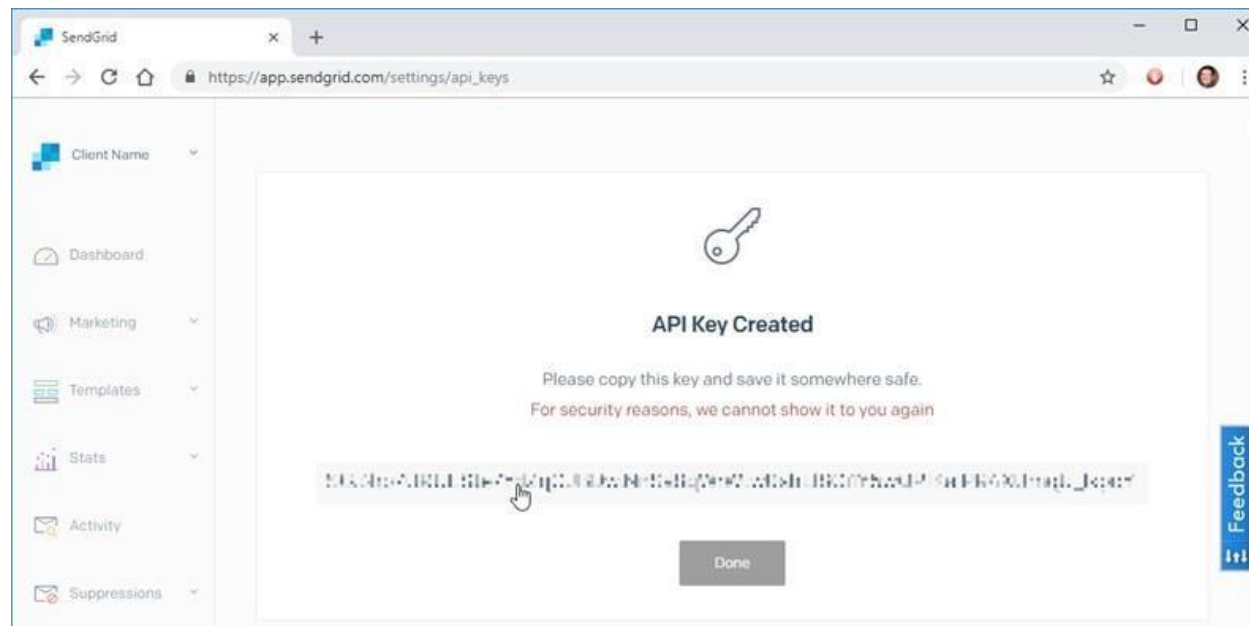 SendGrid
https://app.sendgrid.com/settings/api_keys
Client Name
Dashboard
Marketing
Templates
Stats
Activity
Suppressions
API Key Created
Please copy this key and save it somewhere safe.
For security reasons, we cannot show it to you again
Done
Feedback